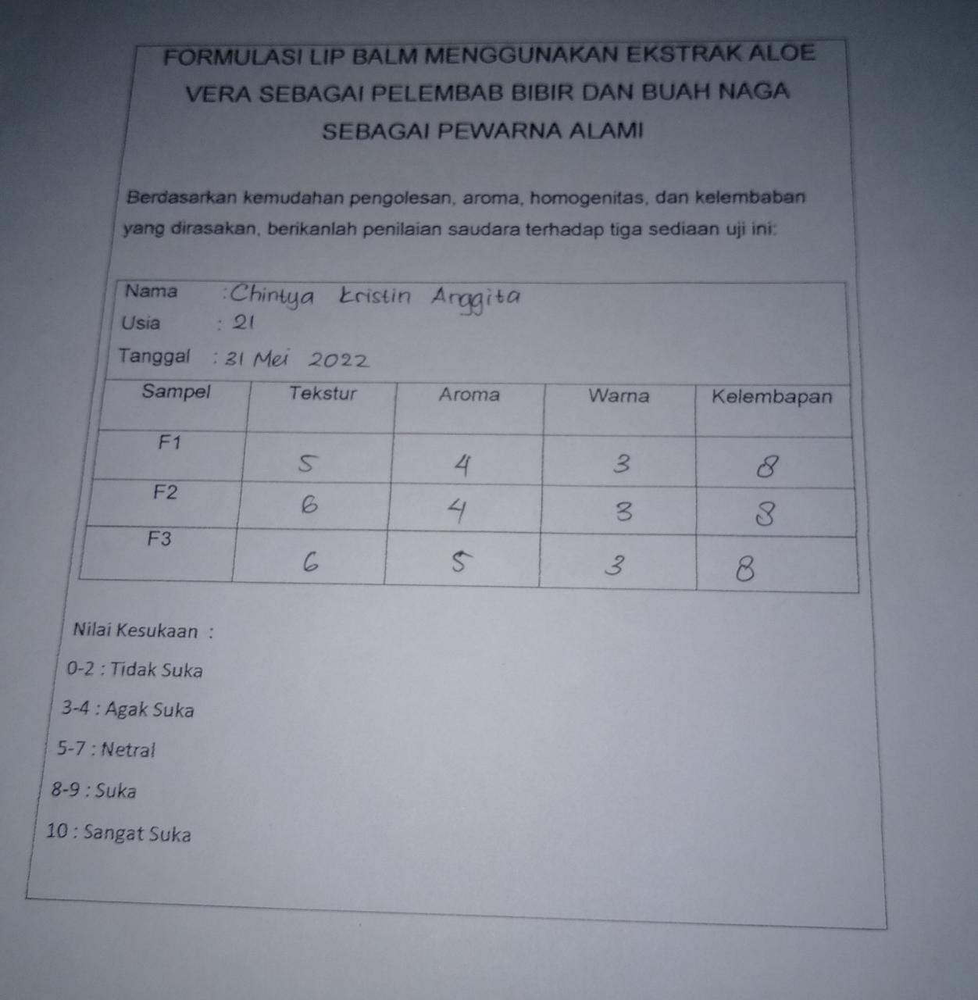 FORMULASI LIP BALM MENGGUNAKAN EKSTRAK ALOE
VERA SEBAGAI PELEMBAB BIBIR DAN BUAH NAGA
SEBAGAI PEWARNA ALAMI
Berdasarkan kemudahan pengolesan, aroma, homogenitas, dan kelembaban
yang dirasakan, berikanlah penilaian saudara terhadap tiga sediaan uji ini:
Nama : Chintya Kristin Anggita
Usia : 21
Tanggal : 31 Mei 2022
Sampel Tekstur Aroma Warna Kelembapan
F1 5 4 3 8
F2 6 4 3 8
F3 6 5 3 8
Nilai Kesukaan :
0-2 : Tidak Suka
3-4 : Agak Suka
5-7 : Netral
8-9 : Suka
10 : Sangat Suka